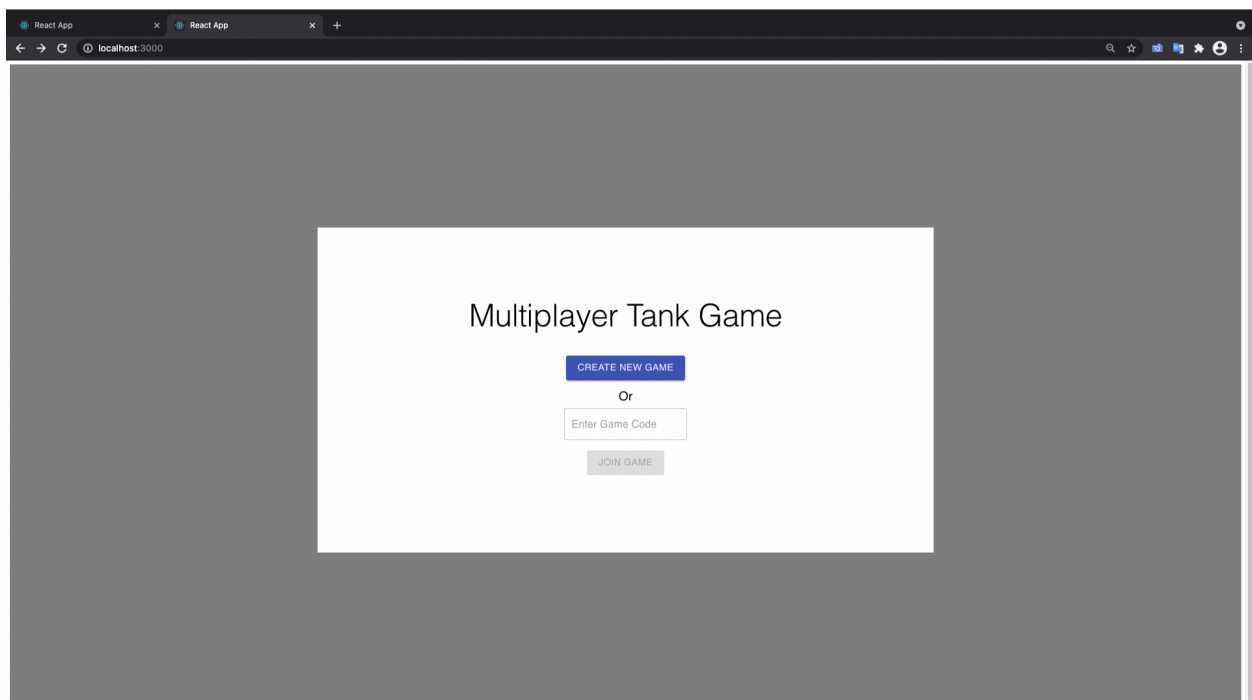 React App
React App
localhost:3000
Multiplayer Tank Game
CREATE NEW GAME
Or
Enter Game Code
JOIN GAME